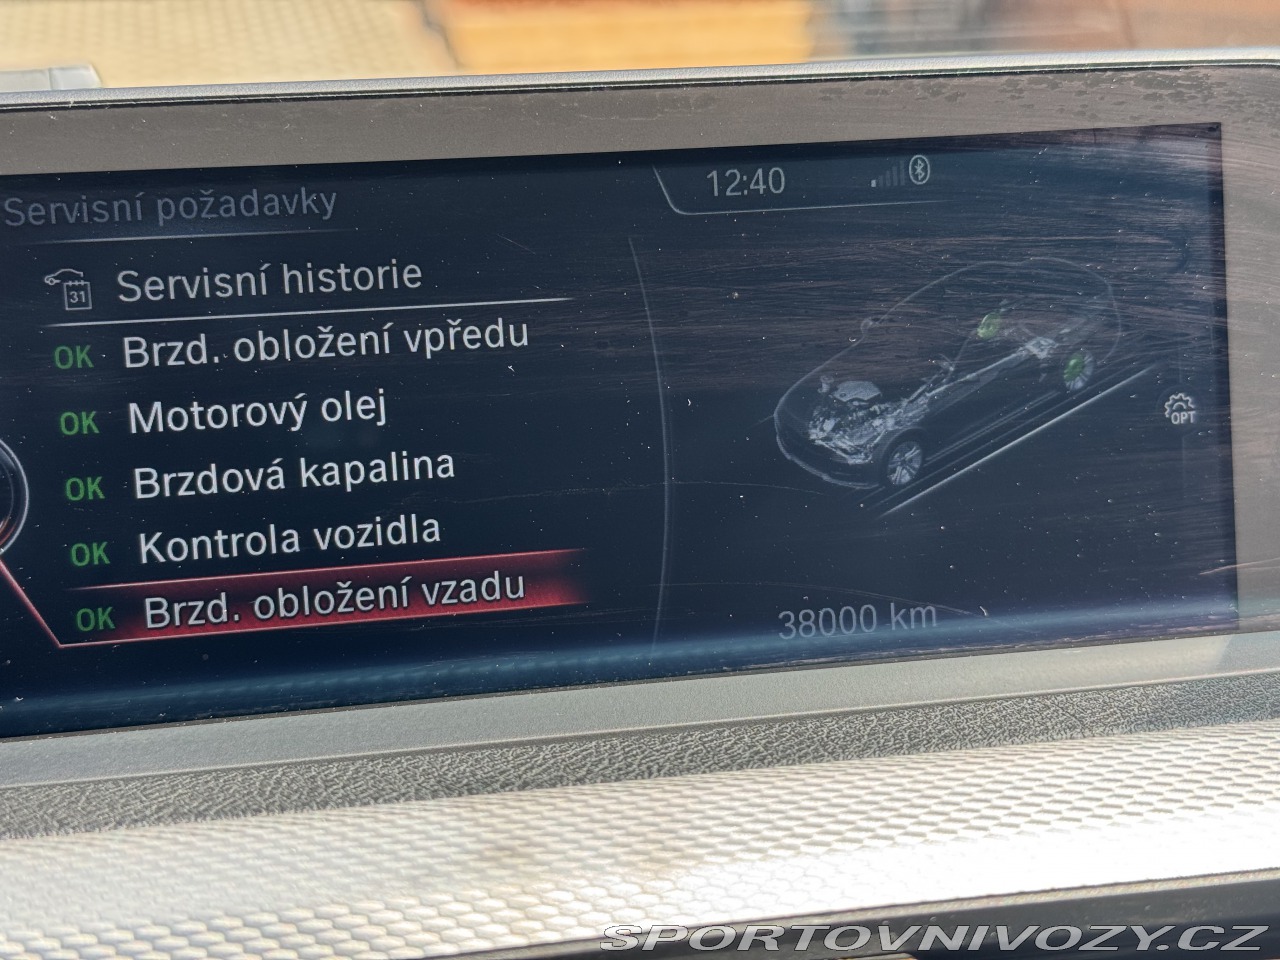 Servisní požadavky
12:40
31
Servisní historie
OK Brzd. obložení vpředu
OK Motorový olej
OK Brzdová kapalina
OK Kontrola vozidla
OK Brzd. obložení vzadu
OPT
38000 km
SPORTOVNIVOZY.CZ